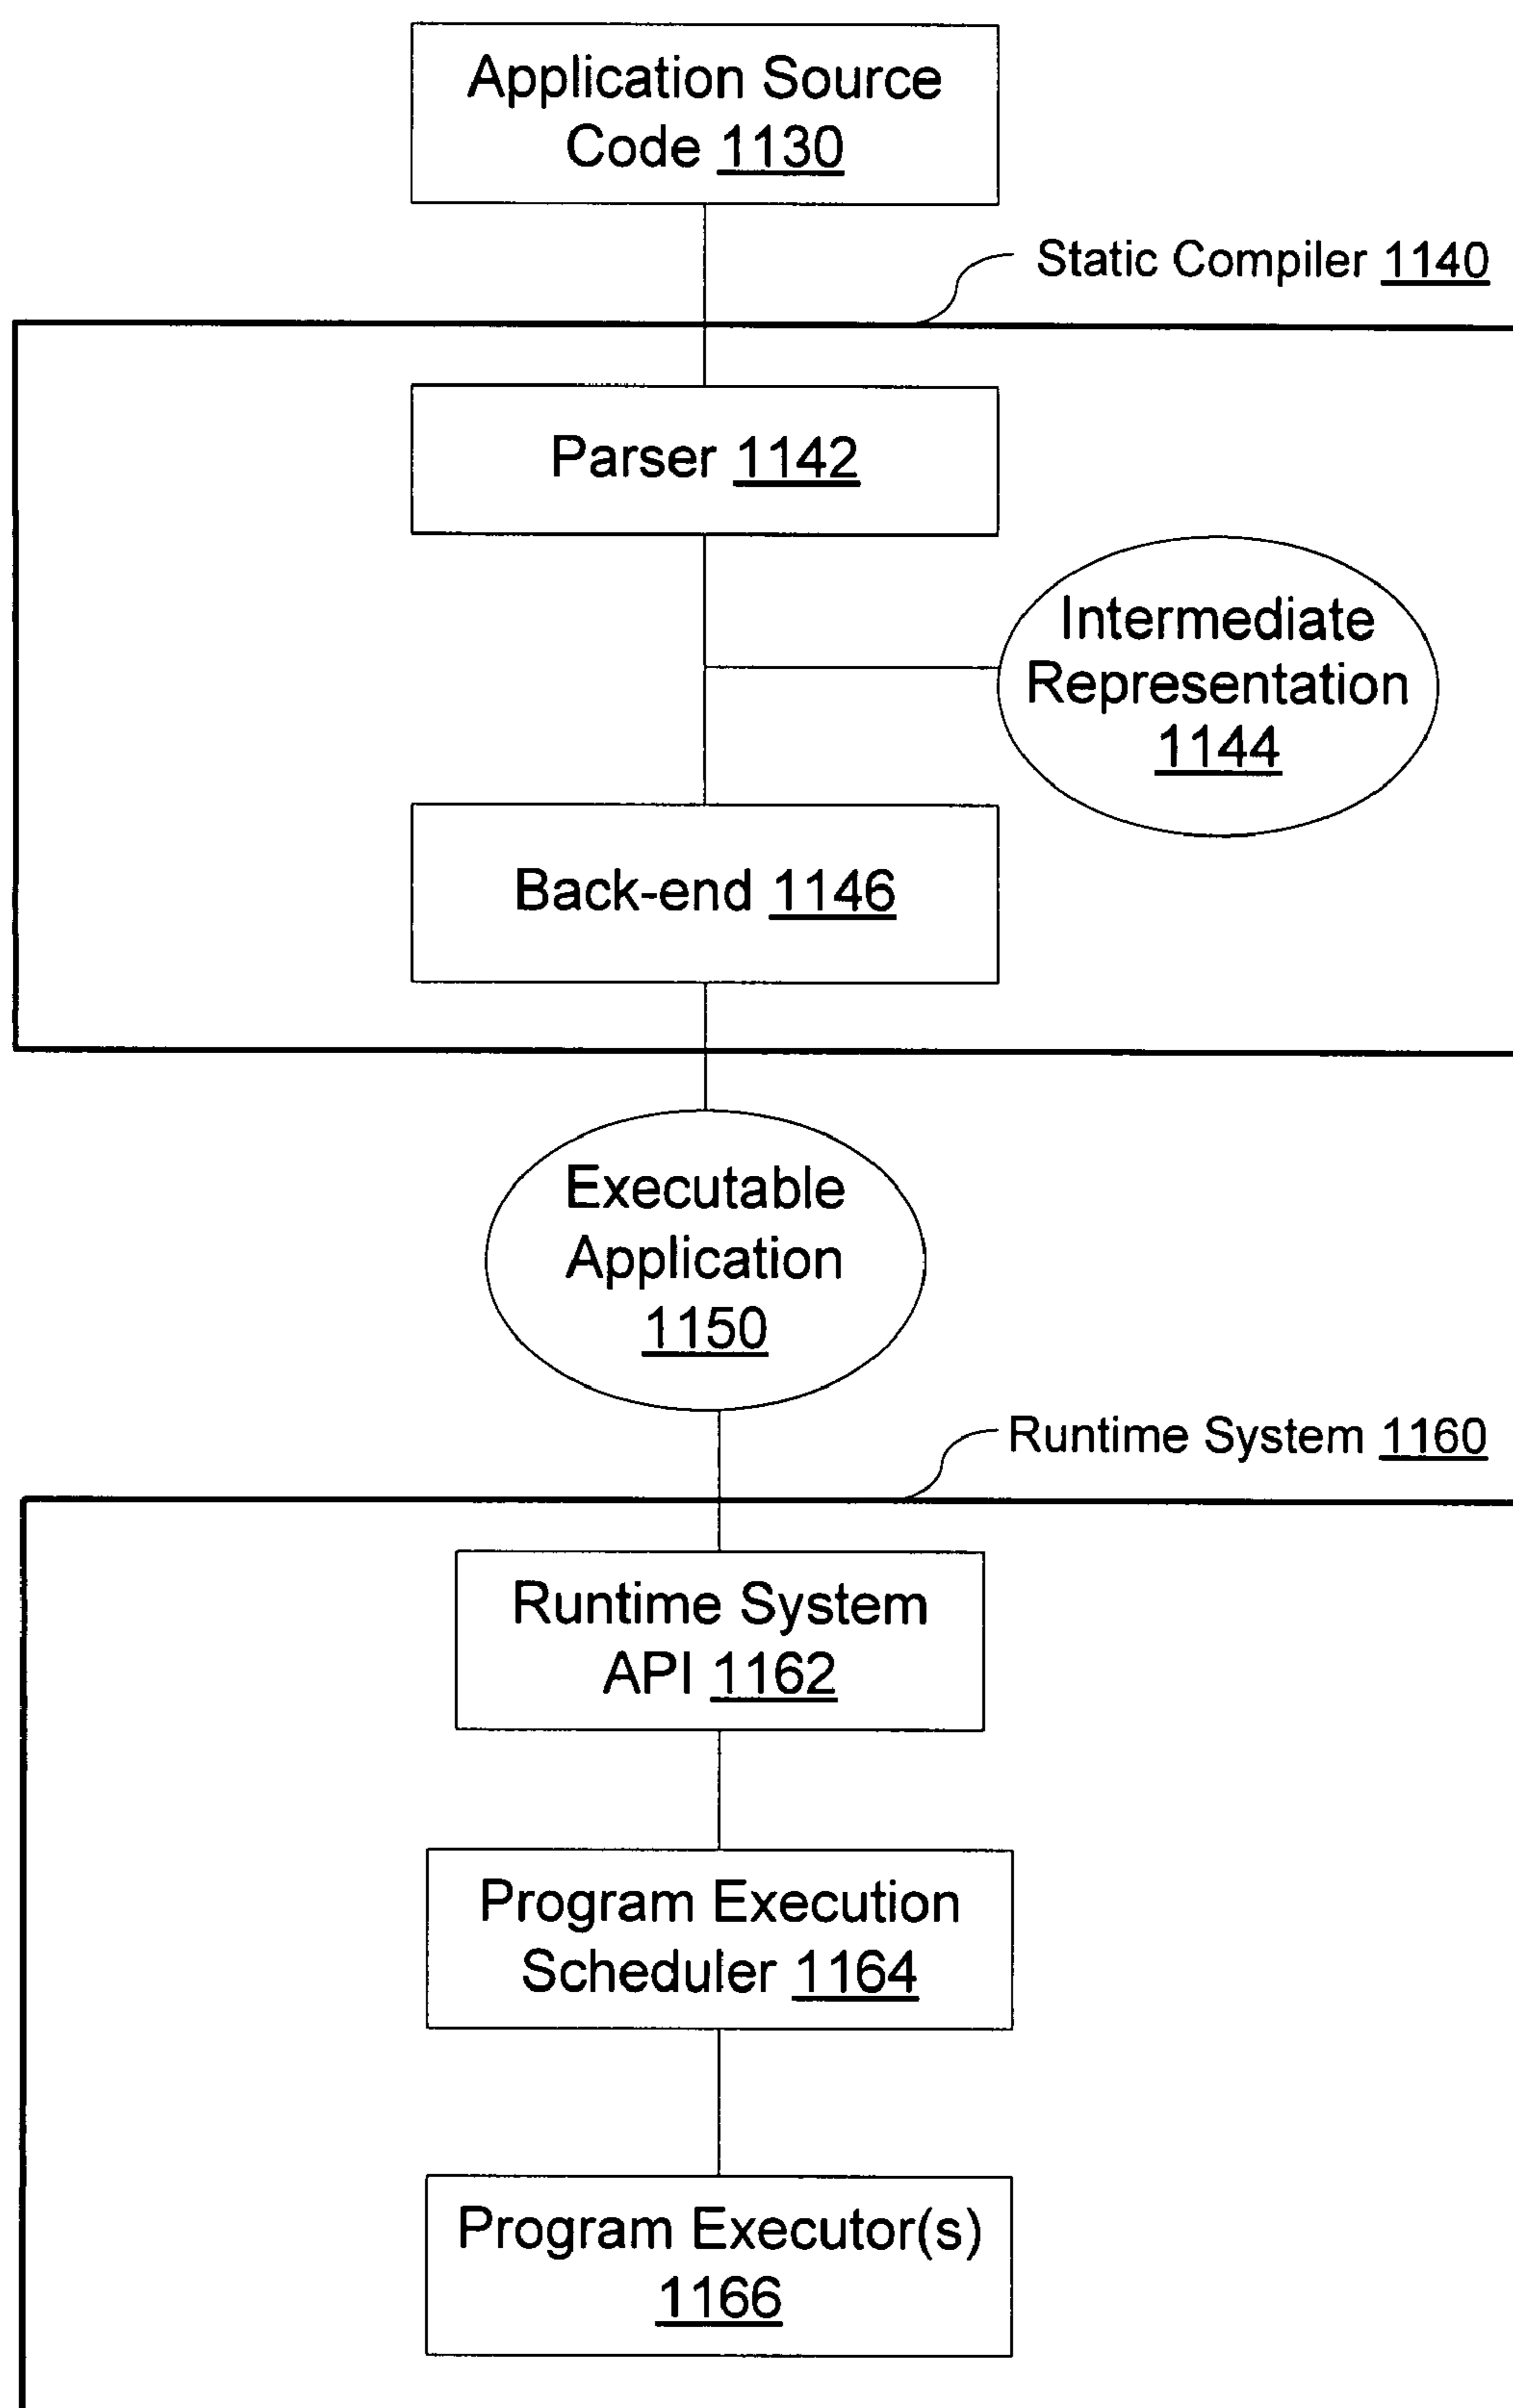 Application Source
Code 1130
Static Compiler 1140
Parser 1142
Intermediate
Representation
1144
Back-end 1146
Executable
Application
1150
Runtime System 1160
Runtime System
API 1162
Program Execution
Scheduler 1164
Program Executor(s)
1166